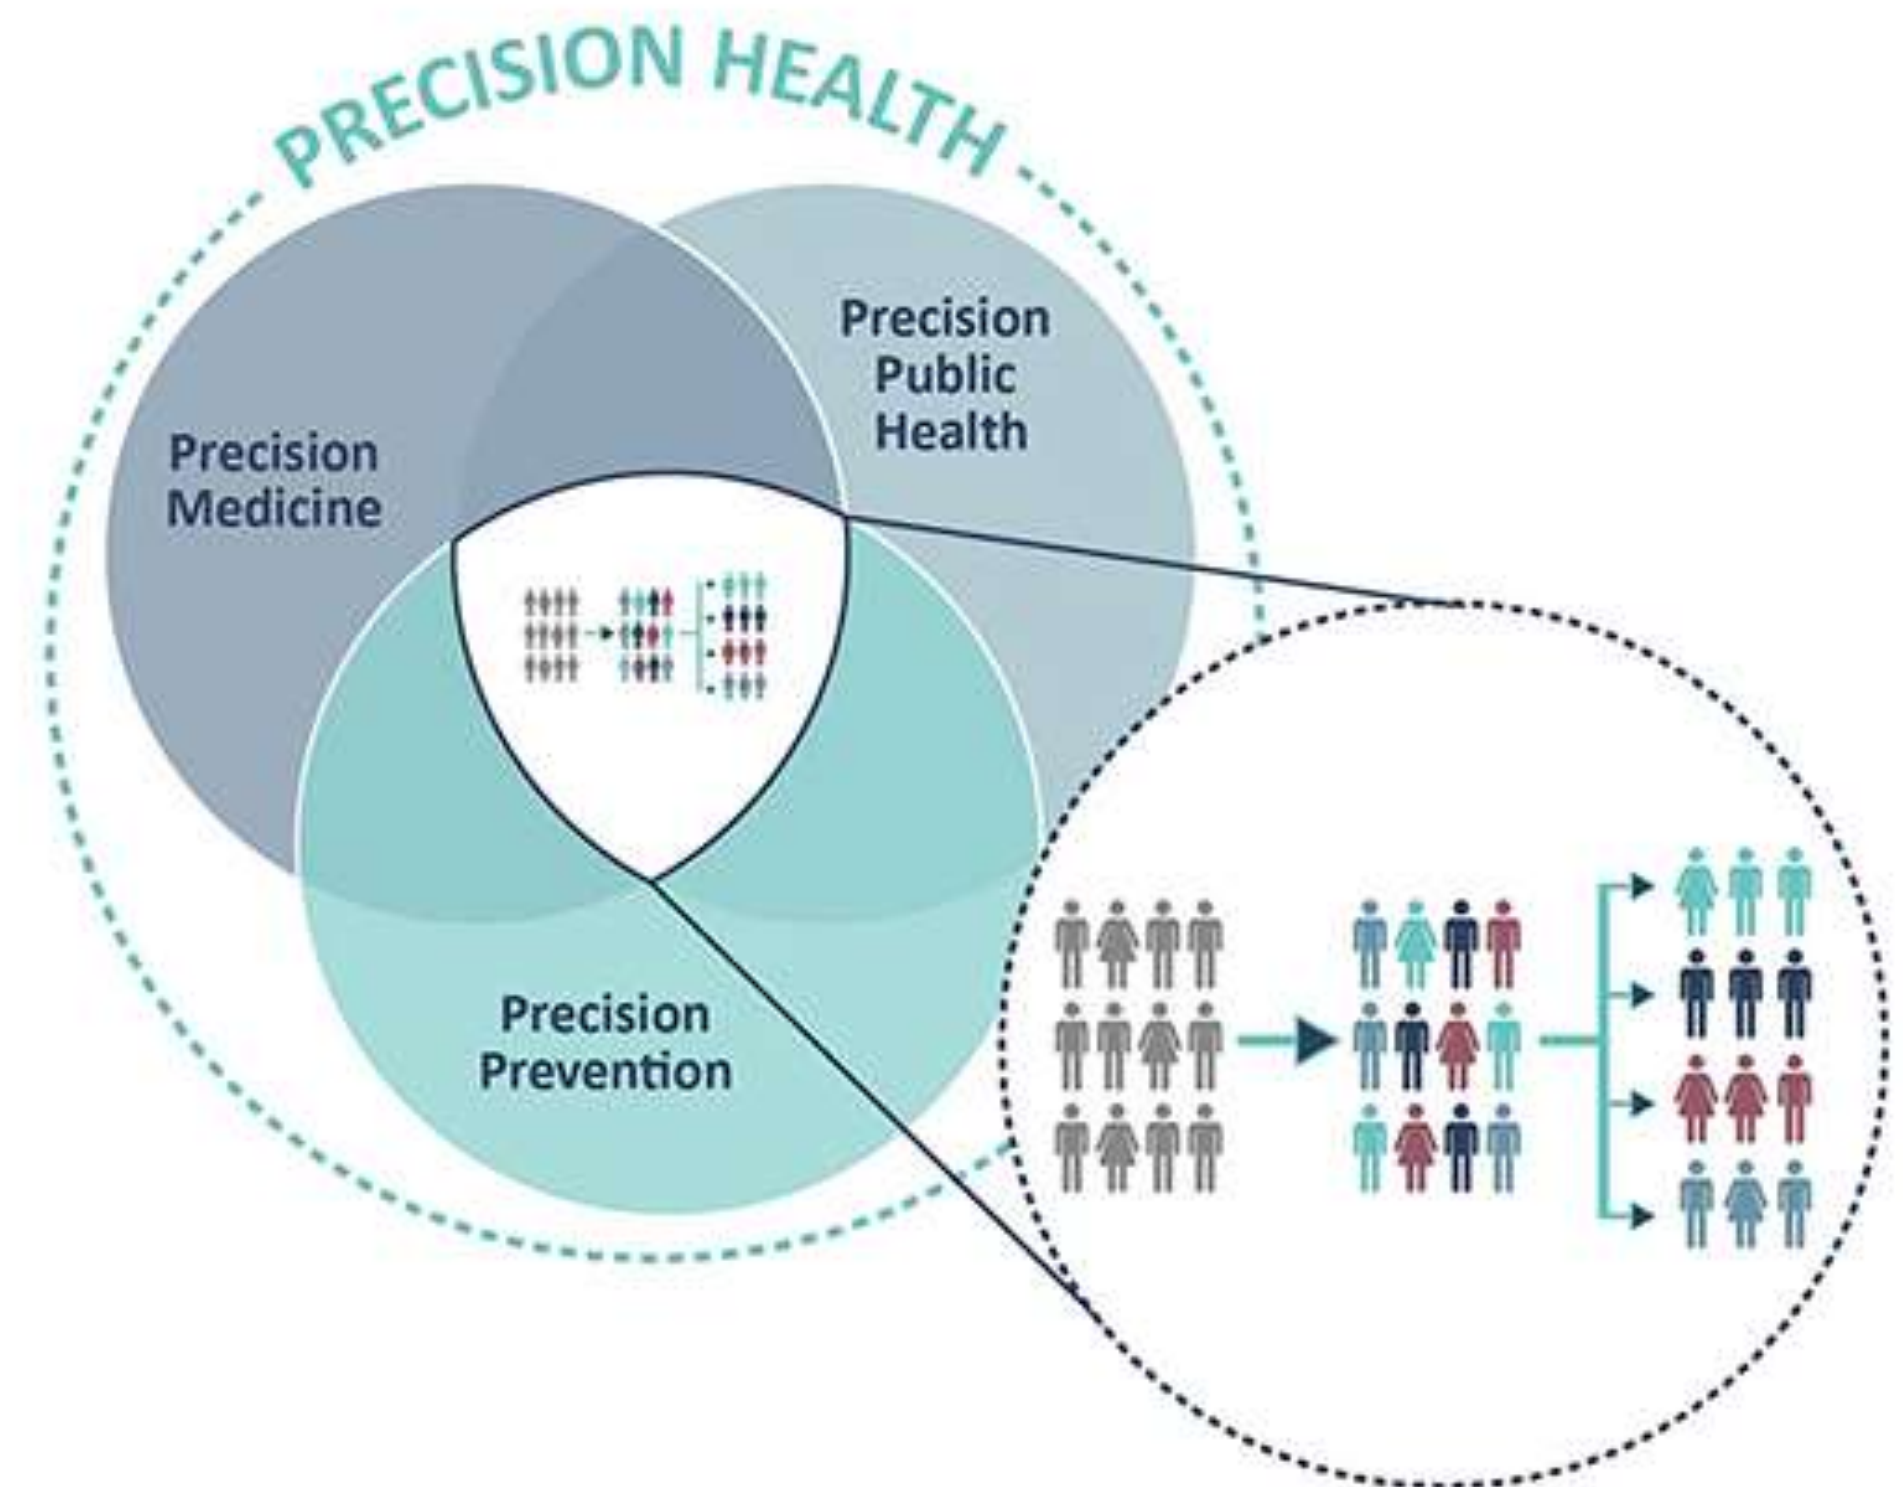 PRECISION HEALTH
Precision
Public
Health
Precision
Medicine
Precision
Prevention